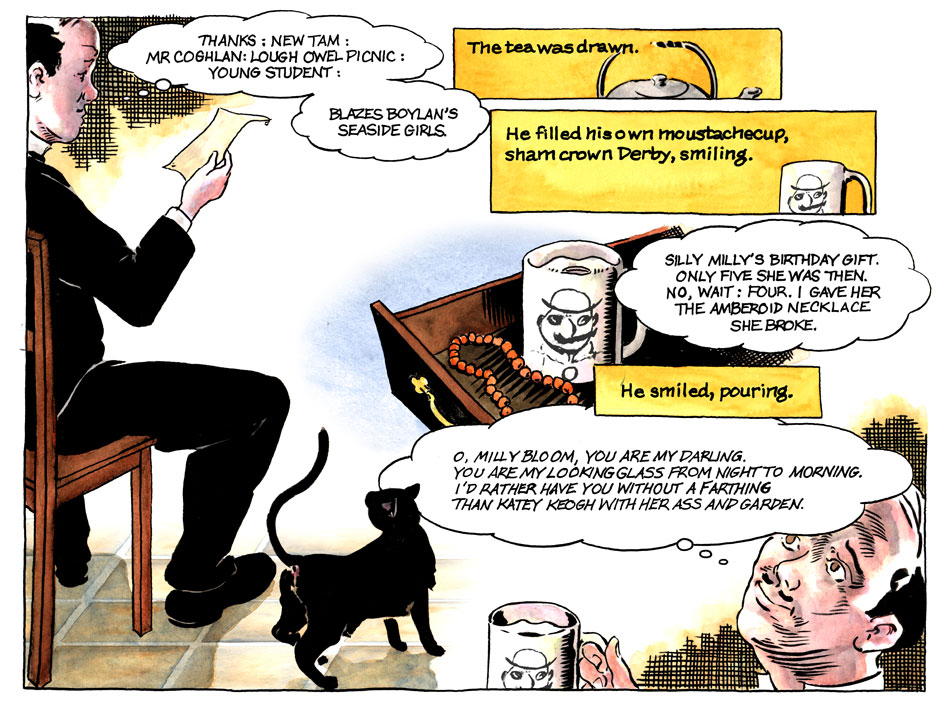 THANKS : NEW TAM :
MR COGHLAN: LOUGH OWEL PICNIC :
YOUNG STUDENT :
BLAZES BOYLAN'S
SEASIDE GIRLS.
The tea was drawn.
He filled his own moustachecup,
sham crown Derby, smiling.
SILLY MILLY'S BIRTHDAY GIFT.
ONLY FIVE SHE WAS THEN.
NO, WAIT : FOUR. I GAVE HER
THE AMBEROID NECKLACE
SHE BROKE.
He smiled, pouring.
O, MILLY BLOOM, YOU ARE MY DARLING.
YOU ARE MY LOOKING GLASS FROM NIGHT TO MORNING.
I'D RATHER HAVE YOU WITHOUT A FARTHING
THAN KATEY KEOGH WITH HER ASS AND GARDEN.